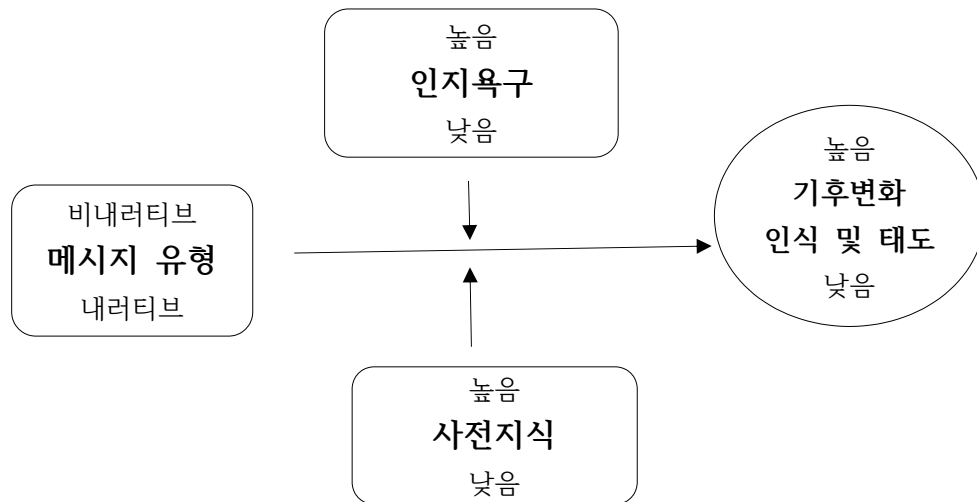 높음
인지욕구
낮음
비내러티브
메시지 유형
내러티브
높음
기후변화
인식 및 태도
낮음
높음
사전지식
낮음